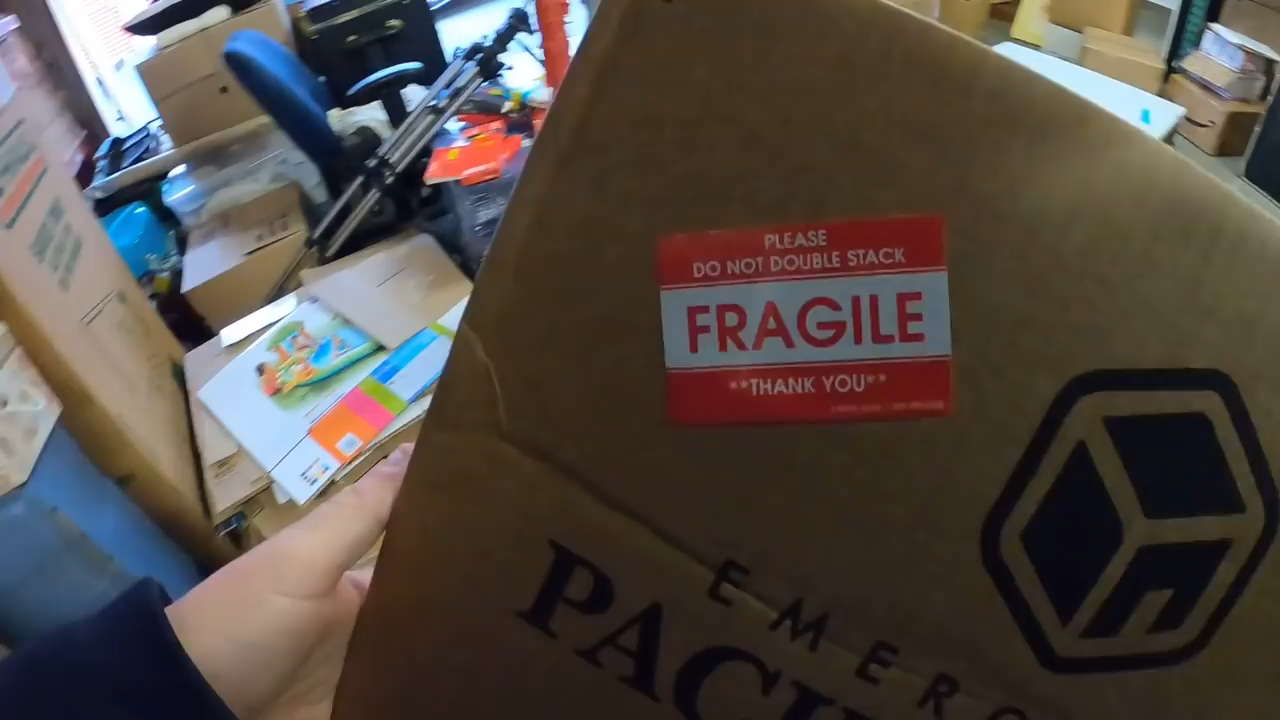 PLEASE
DO NOT DOUBLE STACK
FRAGILE
**THANK YOU**
EMERO
PACI